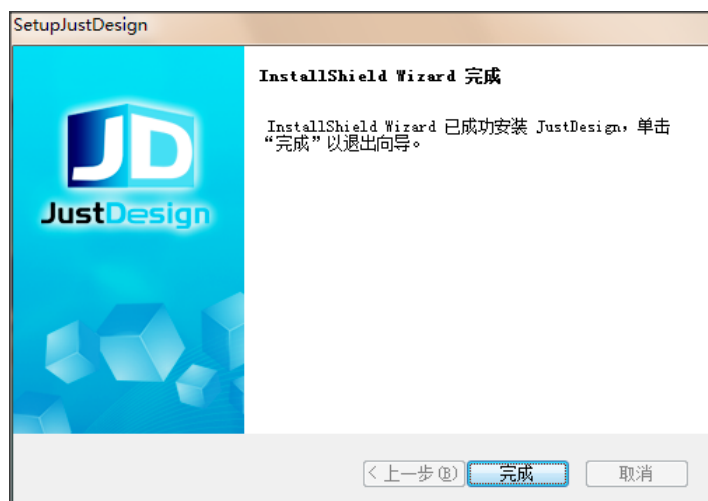 SetupJustDesign
JD
JustDesign
InstallShield Wizard 完成
InstallShield Wizard 已成功安装 JustDesign，单击
“完成”以退出向导。
< 上一步(B)
完成
取消